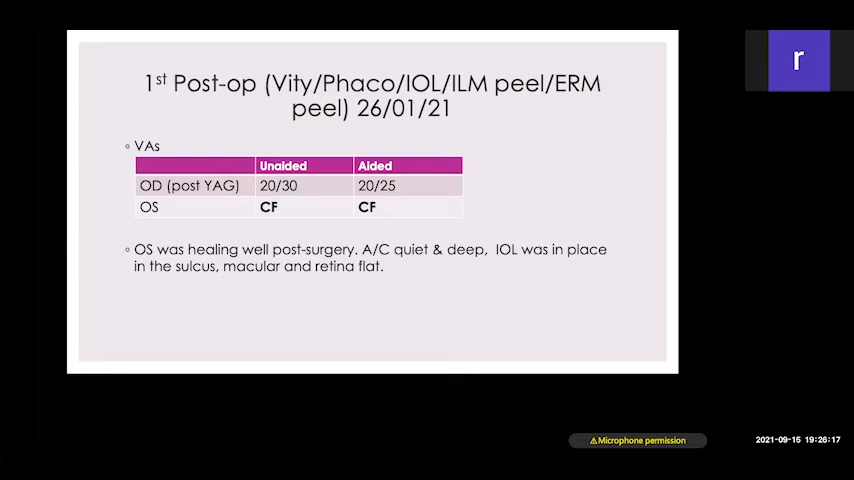 1st Post-op (Vity/Phaco/IOL/ILM peel/ERM
peel) 26/01/21
VAs
Unaided Aided
OD (post YAG) 20/30 20/25
OS CF CF
OS was healing well post-surgery. A/C quiet & deep, IOL was in place
in the sulcus, macular and retina flat.
r
⚠Microphone permission
2021-09-15 19:26:17